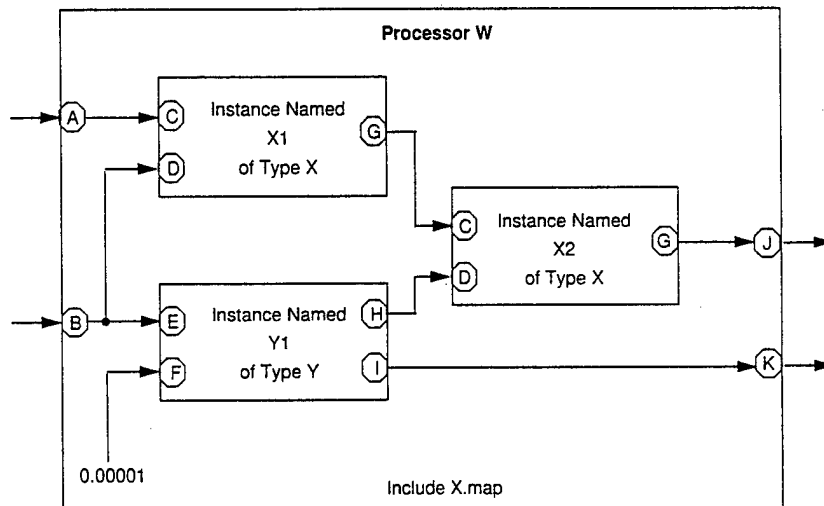 Processor W
A
C
Instance Named
X1
of Type X
G
D
C
Instance Named
X2
of Type X
G
J
D
B
E
Instance Named
Y1
of Type Y
H
F
I
K
0.00001
Include X.map